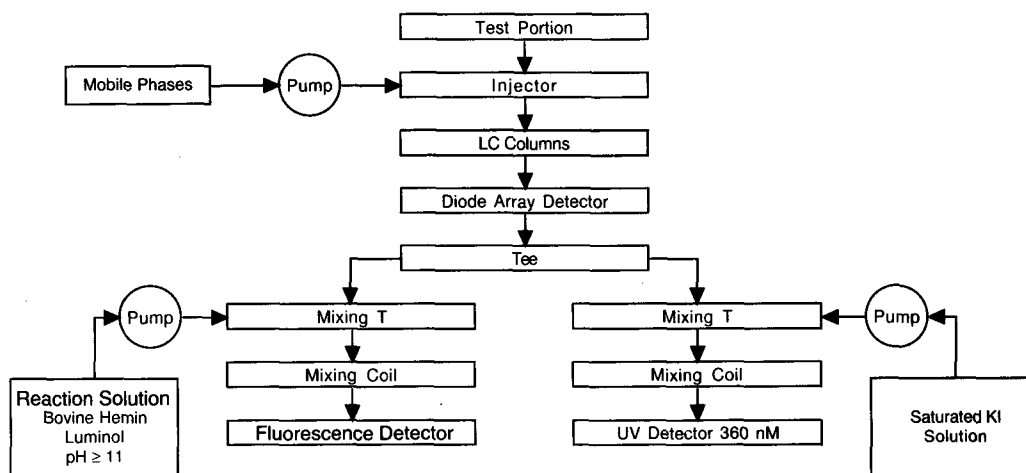 Test Portion
Mobile Phases
Pump
Injector
LC Columns
Diode Array Detector
Tee
Pump
Mixing T
Mixing T
Pump
Mixing Coil
Mixing Coil
Reaction Solution
Bovine Hemin
Luminol
pH ≥ 11
Fluorescence Detector
UV Detector 360 nM
Saturated KI
Solution